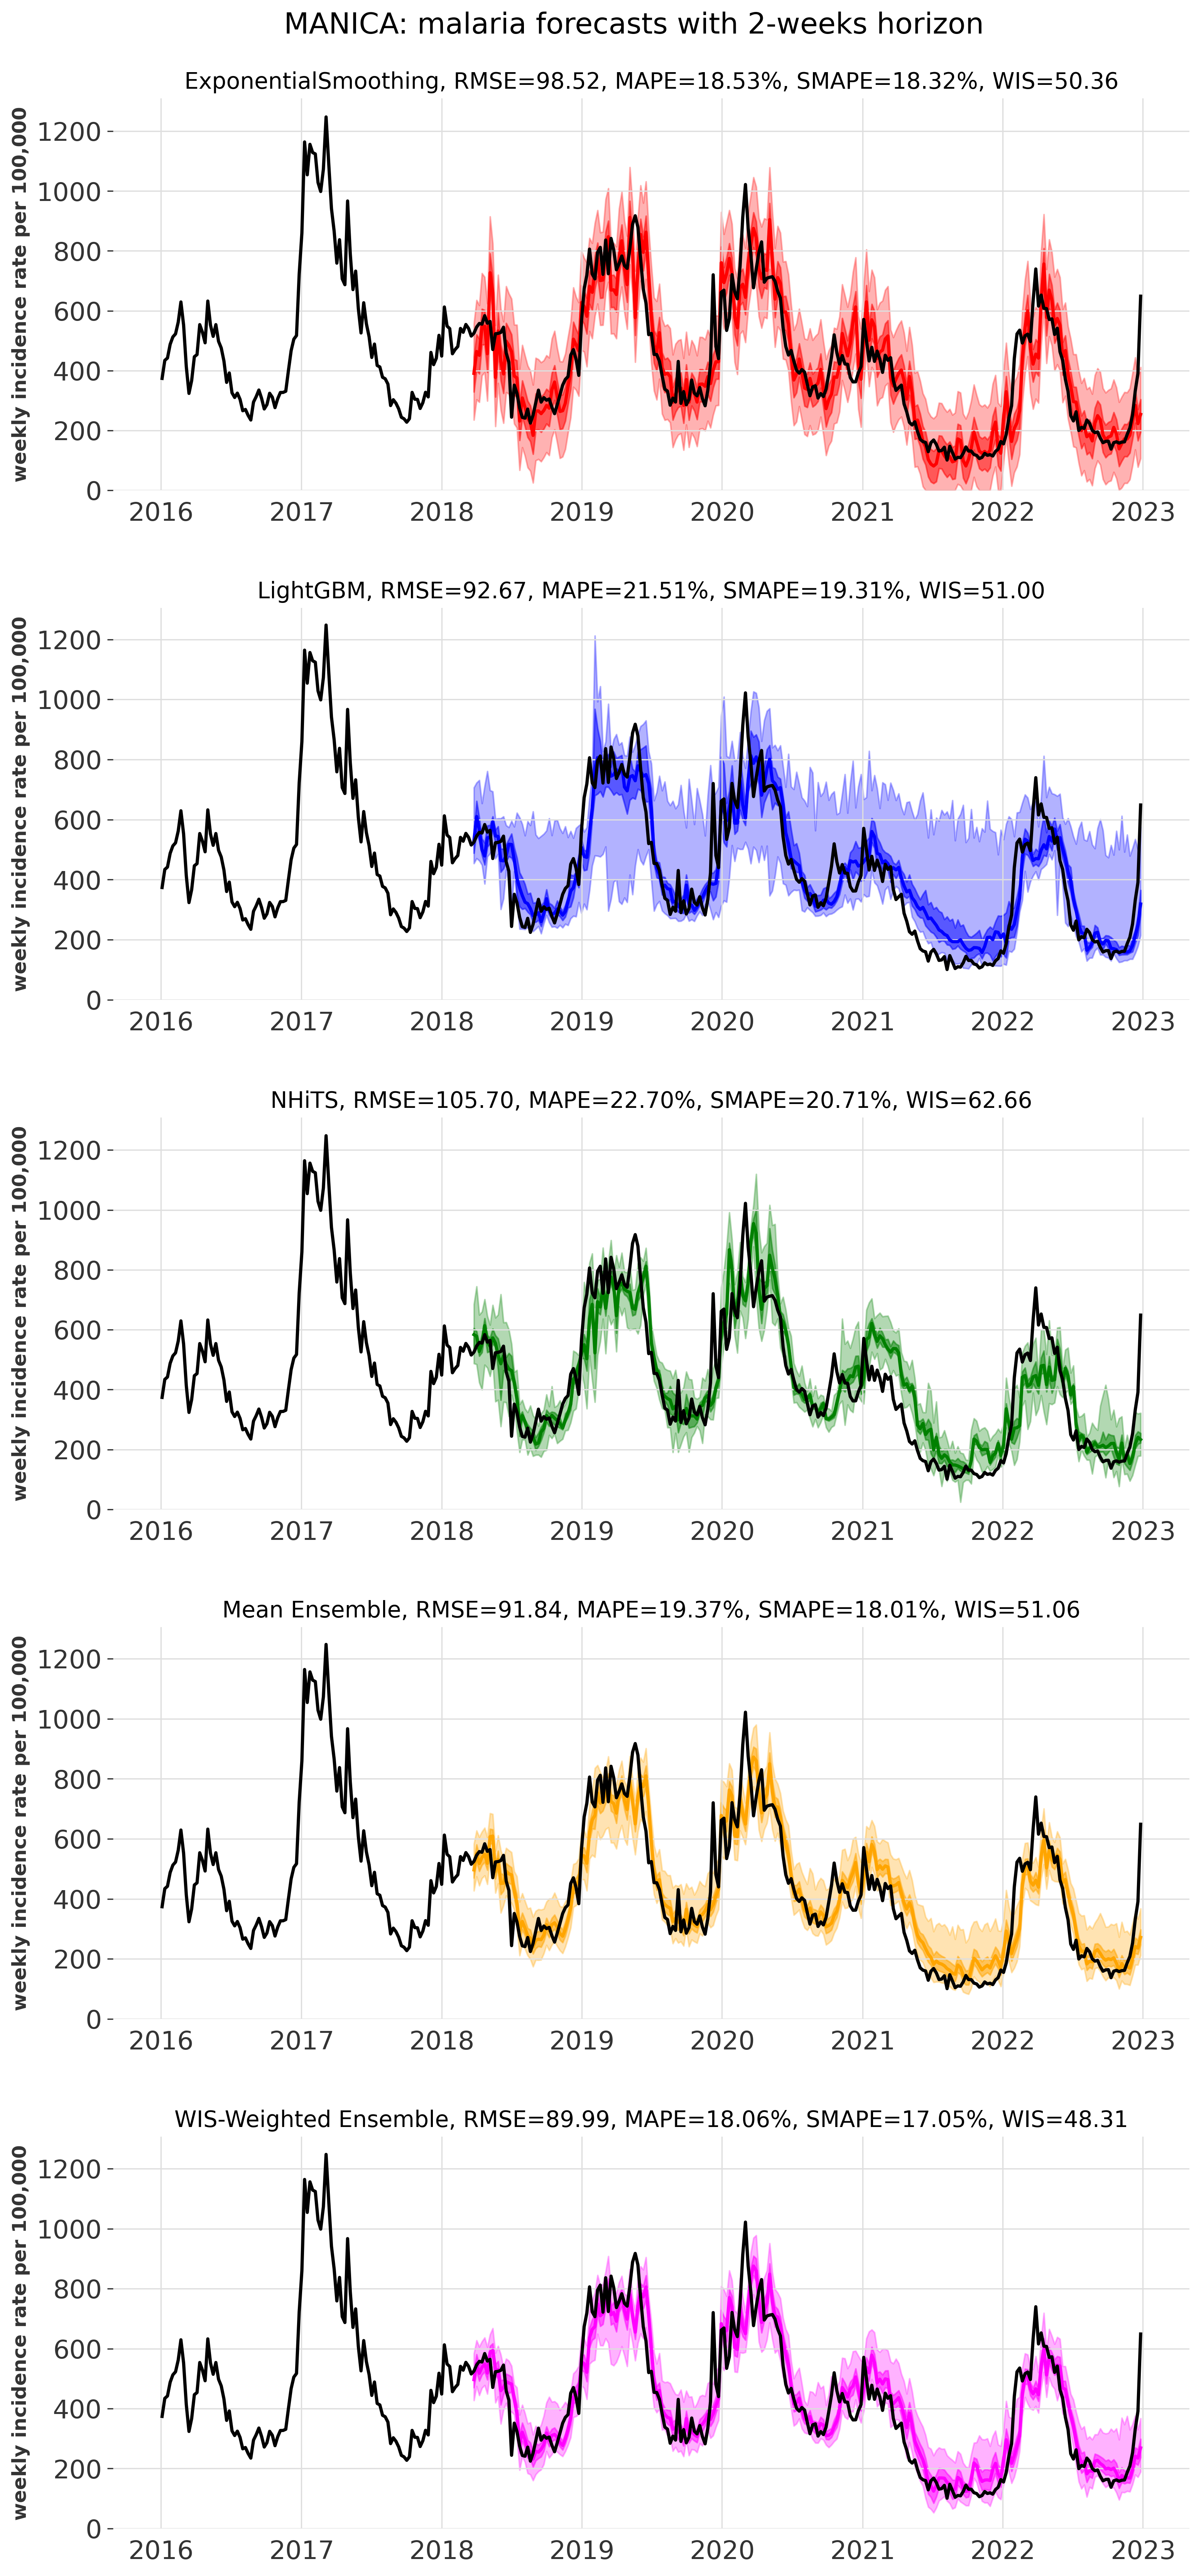 MANICA: malaria forecasts with 2-weeks horizon
ExponentialSmoothing, RMSE=98.52, MAPE=18.53%, SMAPE=18.32%, WIS=50.36
weekly incidence rate per 100,000
1200
1000
800
600
400
200
0
2016 2017 2018 2019 2020 2021 2022 2023
LightGBM, RMSE=92.67, MAPE=21.51%, SMAPE=19.31%, WIS=51.00
weekly incidence rate per 100,000
1200
1000
800
600
400
200
0
2016 2017 2018 2019 2020 2021 2022 2023
NHiTS, RMSE=105.70, MAPE=22.70%, SMAPE=20.71%, WIS=62.66
weekly incidence rate per 100,000
1200
1000
800
600
400
200
0
2016 2017 2018 2019 2020 2021 2022 2023
Mean Ensemble, RMSE=91.84, MAPE=19.37%, SMAPE=18.01%, WIS=51.06
weekly incidence rate per 100,000
1200
1000
800
600
400
200
0
2016 2017 2018 2019 2020 2021 2022 2023
WIS-Weighted Ensemble, RMSE=89.99, MAPE=18.06%, SMAPE=17.05%, WIS=48.31
weekly incidence rate per 100,000
1200
1000
800
600
400
200
0
2016 2017 2018 2019 2020 2021 2022 2023